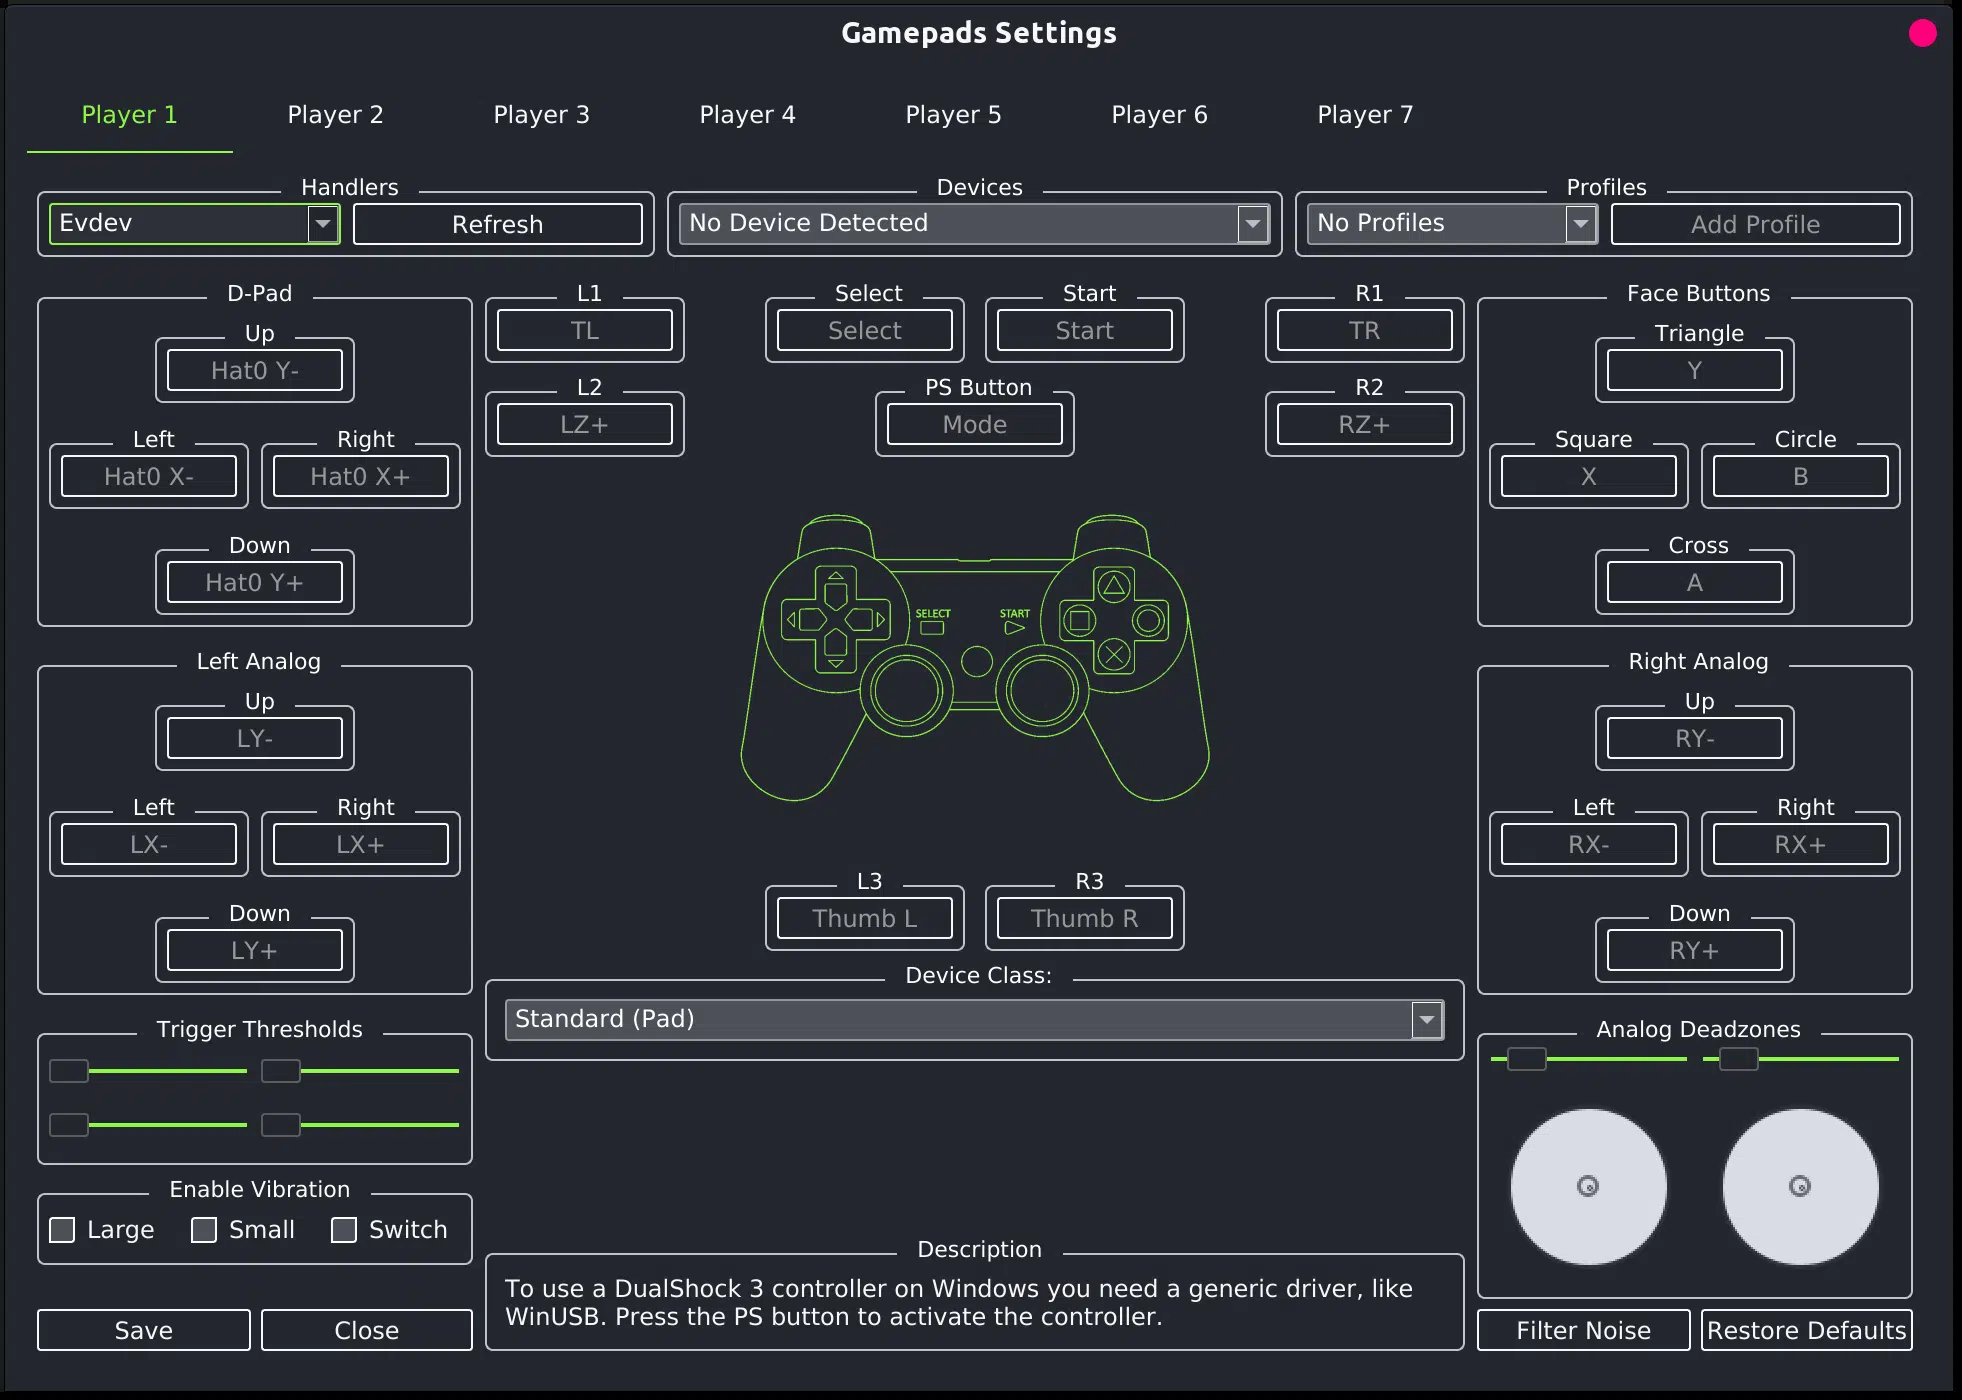 Gamepads Settings
Player 1 Player 2 Player 3 Player 4 Player 5 Player 6 Player 7
Handlers Devices Profiles
Evdev Refresh No Device Detected No Profiles Add Profile
D-Pad L1 Select Start R1 Face Buttons
TL Select Start TR
Up Triangle
Hat0 Y- Y
L2 PS Button R2
LZ+ Mode RZ+
Left Right Square Circle
Hat0 X- Hat0 X+ X B
Down Cross
Hat0 Y+ A
SELECT START
Left Analog Right Analog
Up Up
LY- RY-
Left Right Left Right
LX- LX+ RX- RX+
L3 R3
Thumb L Thumb R
Down Down
LY+ RY+
Device Class:
Standard (Pad)
Trigger Thresholds Analog Deadzones
Enable Vibration
Large Small Switch
Description
To use a DualShock 3 controller on Windows you need a generic driver, like
WinUSB. Press the PS button to activate the controller.
Save Close Filter Noise Restore Defaults